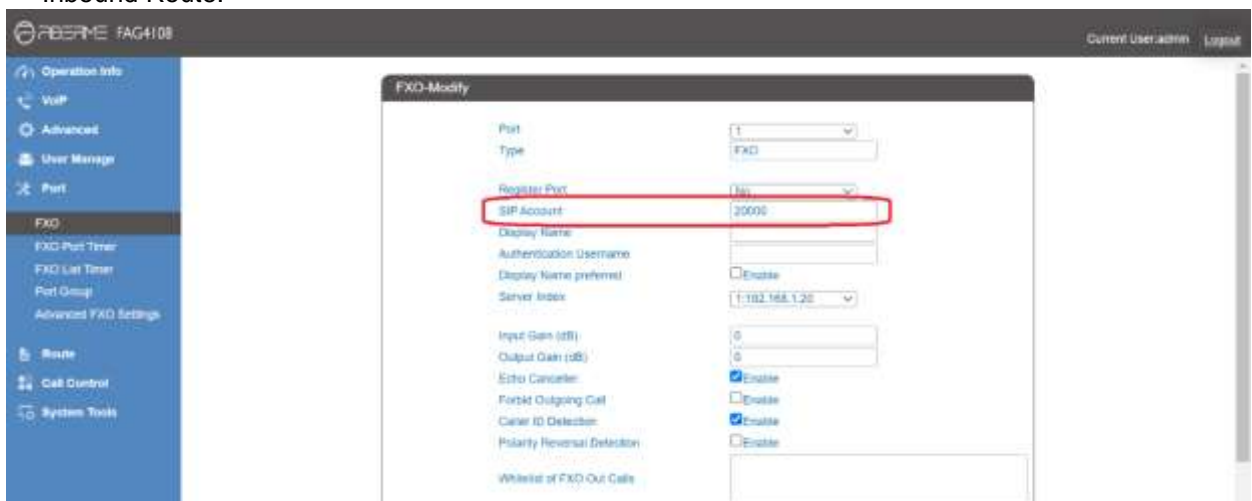 Inbound Route.
FIBERME FAG4108
Current User:admin Logout
Operation Info
VoIP
Advanced
User Manage
Port
FXO
FXO Port Timer
FXO List Timer
Port Group
Advanced FXO Settings
Route
Call Control
System Tools
FXO-Modify
Port 1
Type FXO
Register Port No
SIP Account 20000
Display Name
Authentication Username
Display Name preferred Enable
Server Index 1:192.168.1.20
Input Gain (dB) 0
Output Gain (dB) 0
Echo Canceller Enable
Forbid Outgoing Call Enable
Caller ID Detection Enable
Polarity Reversal Detection Enable
Whitelist of FXO Out Calls